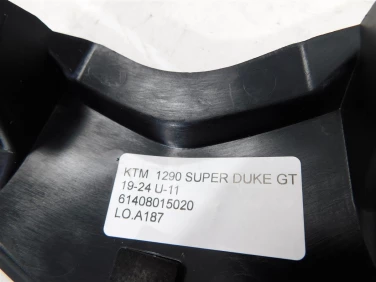 KTM 1290 SUPER DUKE GT
19-24 U-11
61408015020
LO.A187